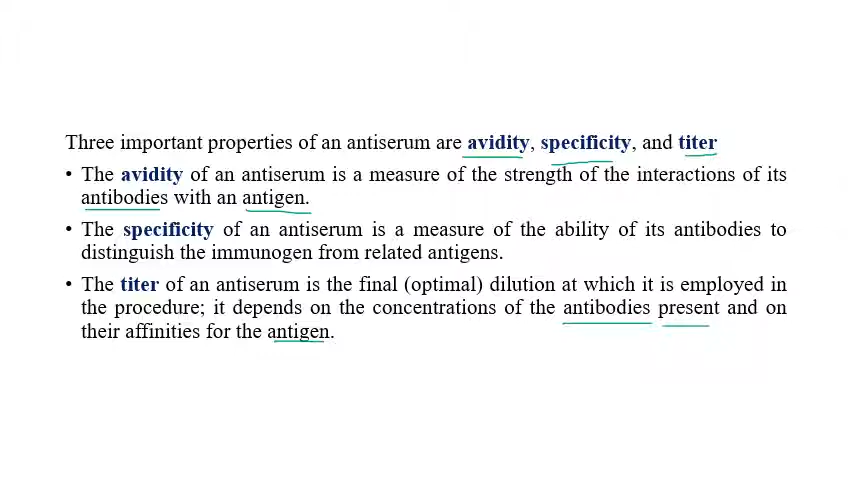 Three important properties of an antiserum are avidity, specificity, and titer
• The avidity of an antiserum is a measure of the strength of the interactions of its
antibodies with an antigen.
• The specificity of an antiserum is a measure of the ability of its antibodies to
distinguish the immunogen from related antigens.
• The titer of an antiserum is the final (optimal) dilution at which it is employed in
the procedure; it depends on the concentrations of the antibodies present and on
their affinities for the antigen.